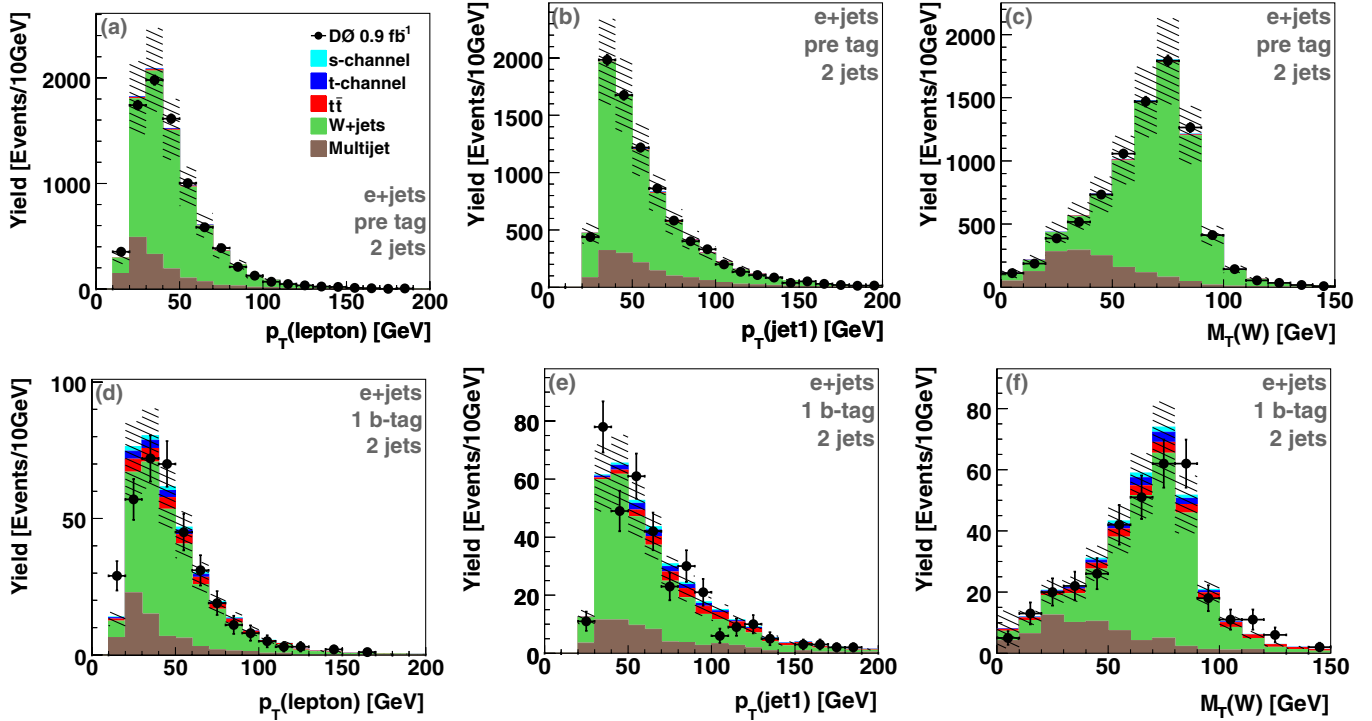 (a)
DØ 0.9 fb⁻¹
s-channel
t-channel
tt̄
W+jets
Multijet
e+jets
pre tag
2 jets
Yield [Events/10GeV]
0
1000
2000
0 50 100 150 200
p_T(lepton) [GeV]
(b)
e+jets
pre tag
2 jets
Yield [Events/10GeV]
0
500
1000
1500
2000
0 50 100 150 200
p_T(jet1) [GeV]
(c)
e+jets
pre tag
2 jets
Yield [Events/10GeV]
0
500
1000
1500
2000
0 50 100 150
M_T(W) [GeV]
(d)
e+jets
1 b-tag
2 jets
Yield [Events/10GeV]
0
50
100
0 50 100 150 200
p_T(lepton) [GeV]
(e)
e+jets
1 b-tag
2 jets
Yield [Events/10GeV]
0
20
40
60
80
0 50 100 150 200
p_T(jet1) [GeV]
(f)
e+jets
1 b-tag
2 jets
Yield [Events/10GeV]
0
20
40
60
80
0 50 100 150
M_T(W) [GeV]